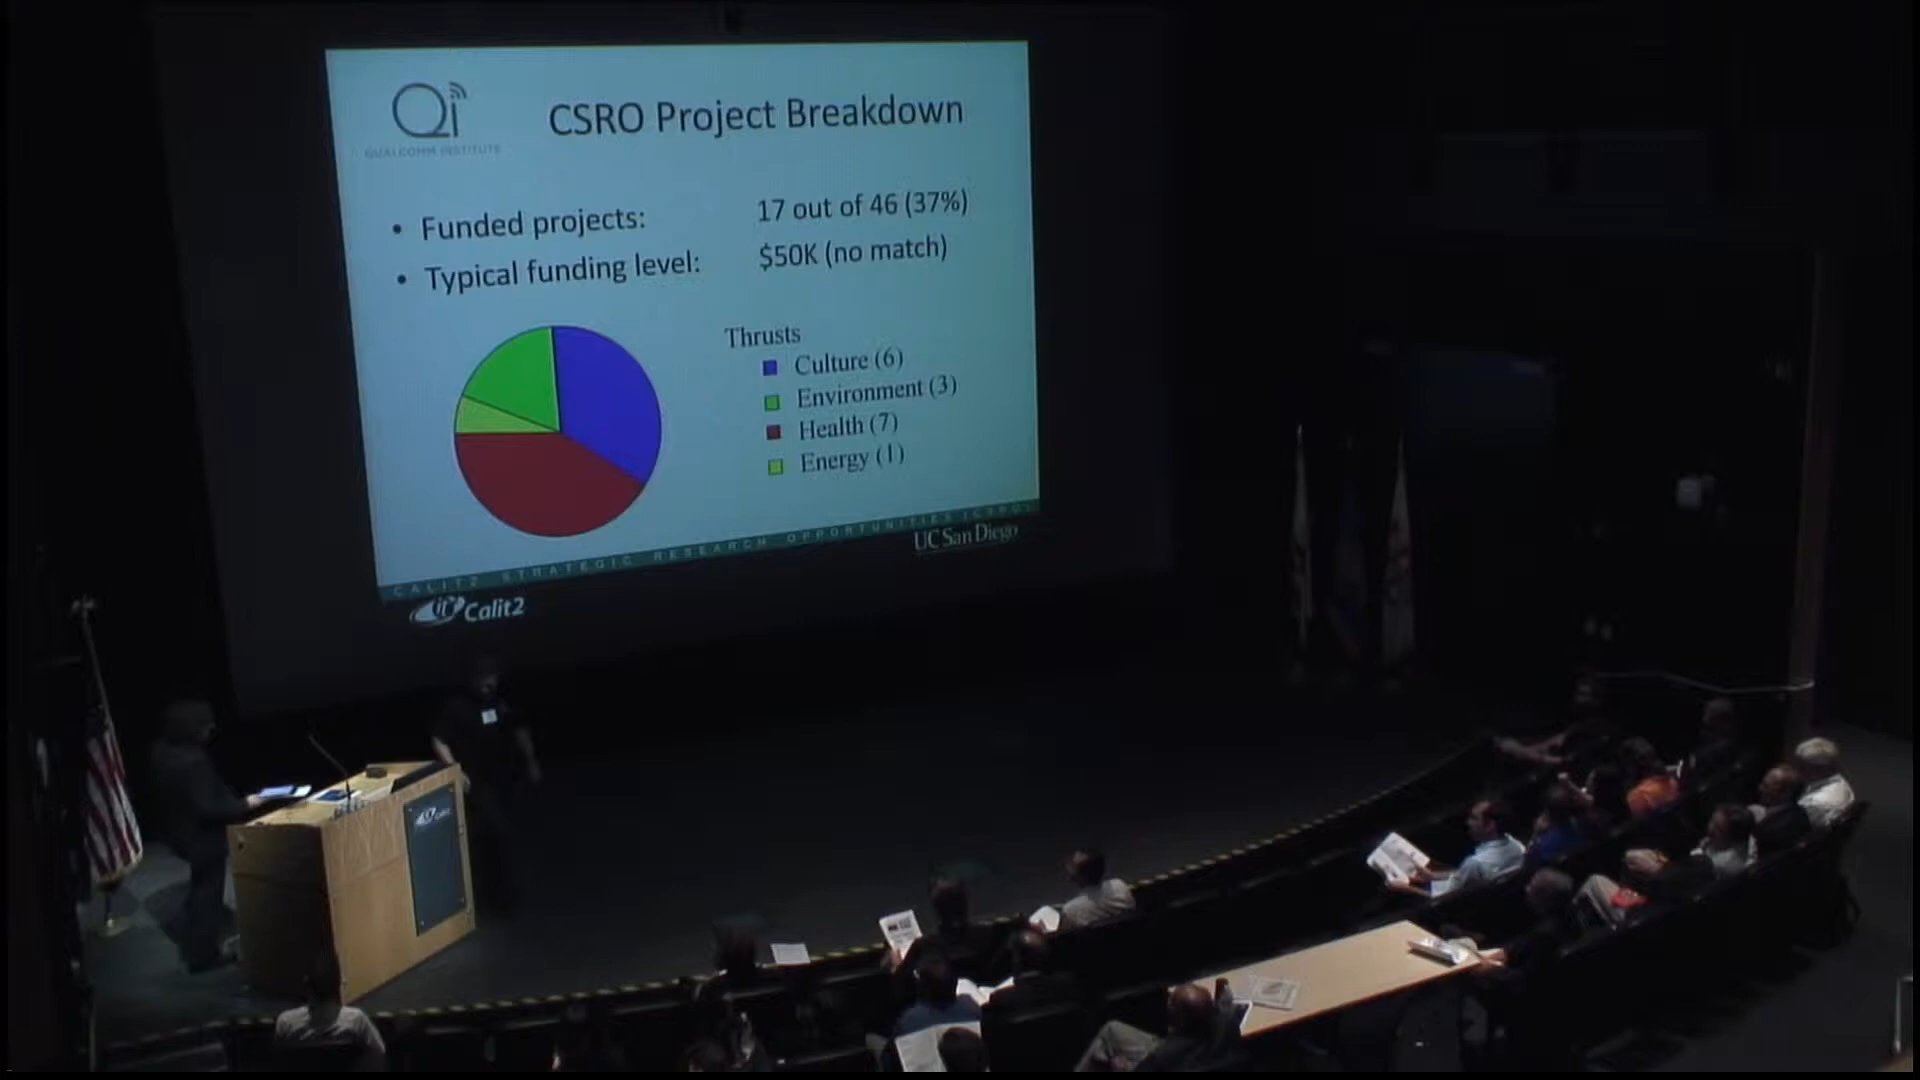 Qi
QUALCOMM INSTITUTE
CSRO Project Breakdown
• Funded projects: 17 out of 46 (37%)
• Typical funding level: $50K (no match)
Thrusts
Culture (6)
Environment (3)
Health (7)
Energy (1)
CALIT2 STRATEGIC RESEARCH OPPORTUNITIES (CSRO)
UC San Diego
it Calit2